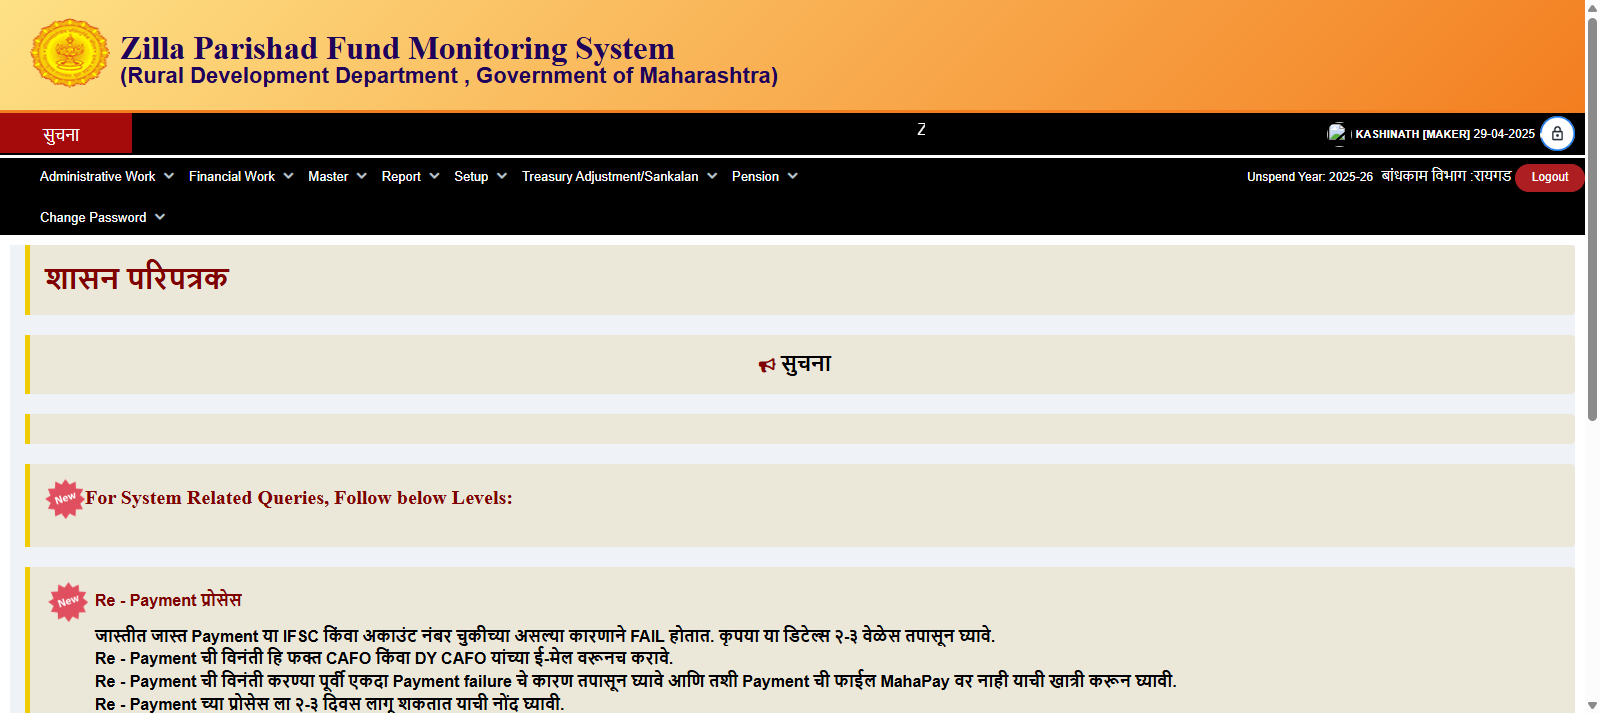 Zilla Parishad Fund Monitoring System
(Rural Development Department , Government of Maharashtra)
सुचना
Z
KASHINATH [MAKER] 29-04-2025
Administrative Work Financial Work Master Report Setup Treasury Adjustment/Sankalan Pension
Unspend Year: 2025-26 बांधकाम विभाग :रायगड Logout
Change Password
शासन परिपत्रक
सुचना
New For System Related Queries, Follow below Levels:
New Re - Payment प्रोसेस
जास्तीत जास्त Payment या IFSC किंवा अकाउंट नंबर चुकीच्या असल्या कारणाने FAIL होतात. कृपया या डिटेल्स २-३ वेळेस तपासून घ्यावे.
Re - Payment ची विनंती हि फक्त CAFO किंवा DY CAFO यांच्या ई-मेल वरूनच करावे.
Re - Payment ची विनंती करण्या पूर्वी एकदा Payment failure चे कारण तपासून घ्यावे आणि तशी Payment ची फाईल MahaPay वर नाही याची खात्री करून घ्यावी.
Re - Payment च्या प्रोसेस ला २-३ दिवस लागू शकतात याची नोंद घ्यावी.